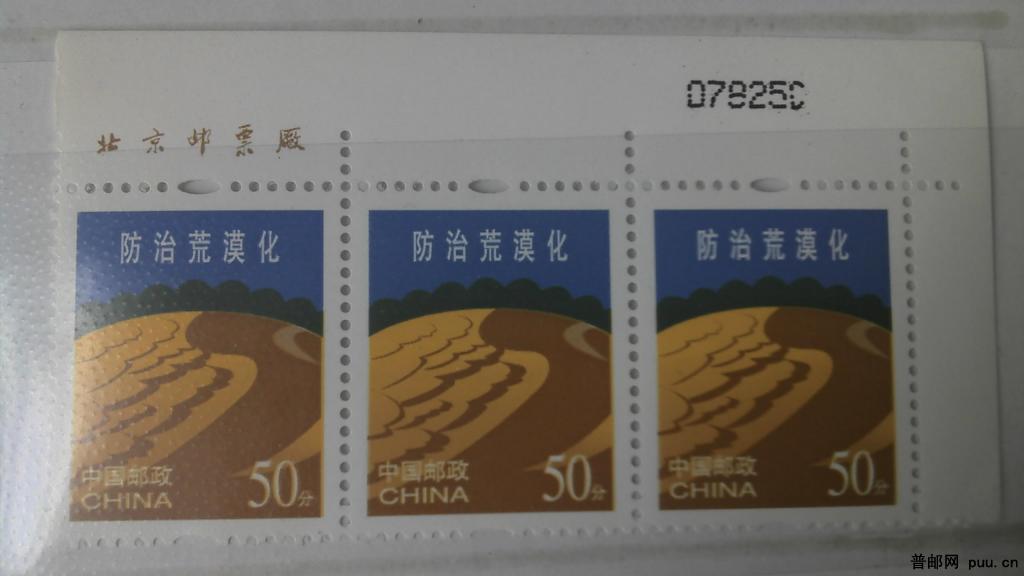 07825C
北京邮票厰
防治荒漠化
防治荒漠化
防治荒漠化
中国邮政
CHINA
50分
中国邮政
CHINA
50分
中国邮政
CHINA
50分
普邮网 puu.cn